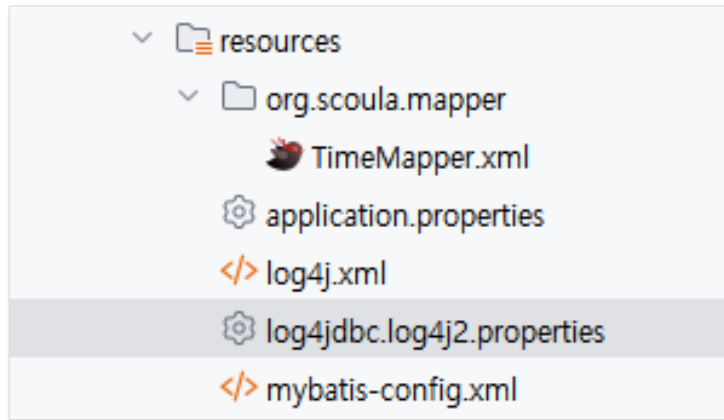 resources
org.scoula.mapper
TimeMapper.xml
application.properties
</> log4j.xml
log4jdbc.log4j2.properties
</> mybatis-config.xml